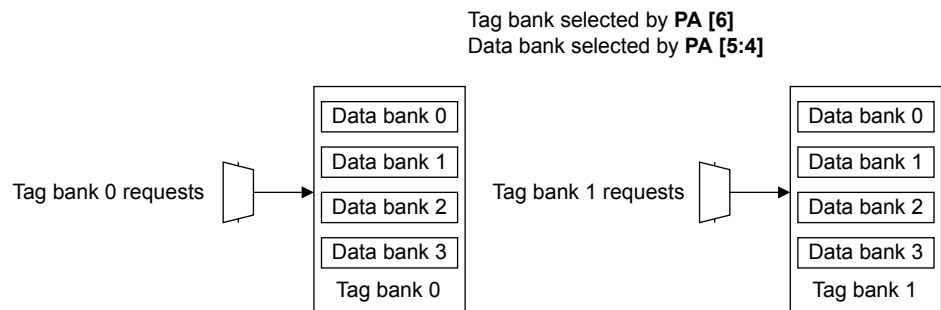 Tag bank selected by PA [6]
Data bank selected by PA [5:4]
Tag bank 0 requests
Data bank 0
Data bank 1
Data bank 2
Data bank 3
Tag bank 0
Tag bank 1 requests
Data bank 0
Data bank 1
Data bank 2
Data bank 3
Tag bank 1